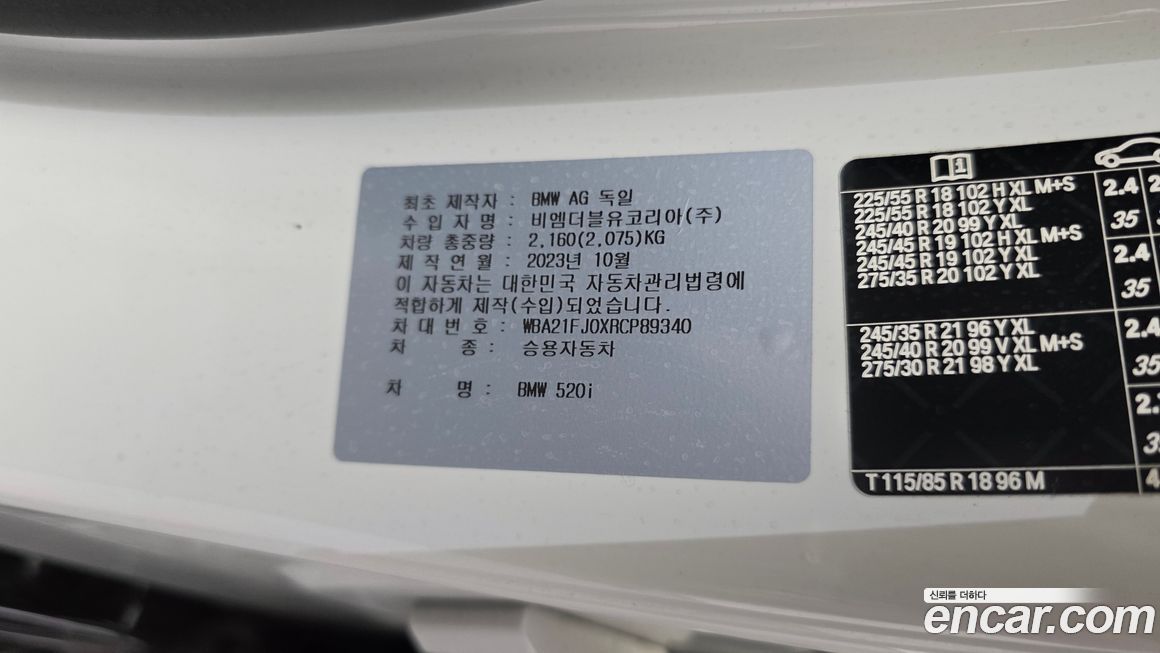 최초 제작자 : BMW AG 독일
수 입 자 명 : 비엠더블유코리아(주)
차량 총중량 : 2,160(2,075)KG
제 작 연 월 : 2023년 10월
이 자동차는 대한민국 자동차관리법령에
적합하게 제작(수입)되었습니다.
차 대 번 호 : WBA21FJ0XRCP89340
차 종 : 승용자동차
차 명 : BMW 520i
225/55 R 18 102 H XL M+S
225/55 R 18 102 Y XL
245/40 R 20 99 Y XL
245/45 R 19 102 H XL M+S
245/45 R 19 102 Y XL
275/35 R 20 102 Y XL
2.4
35
2.4
35
245/35 R 21 96 Y XL
245/40 R 20 99 V XL M+S
275/30 R 21 98 Y XL
2.4
35
T 115/85 R 18 96 M
신뢰를 더하다
encar.com